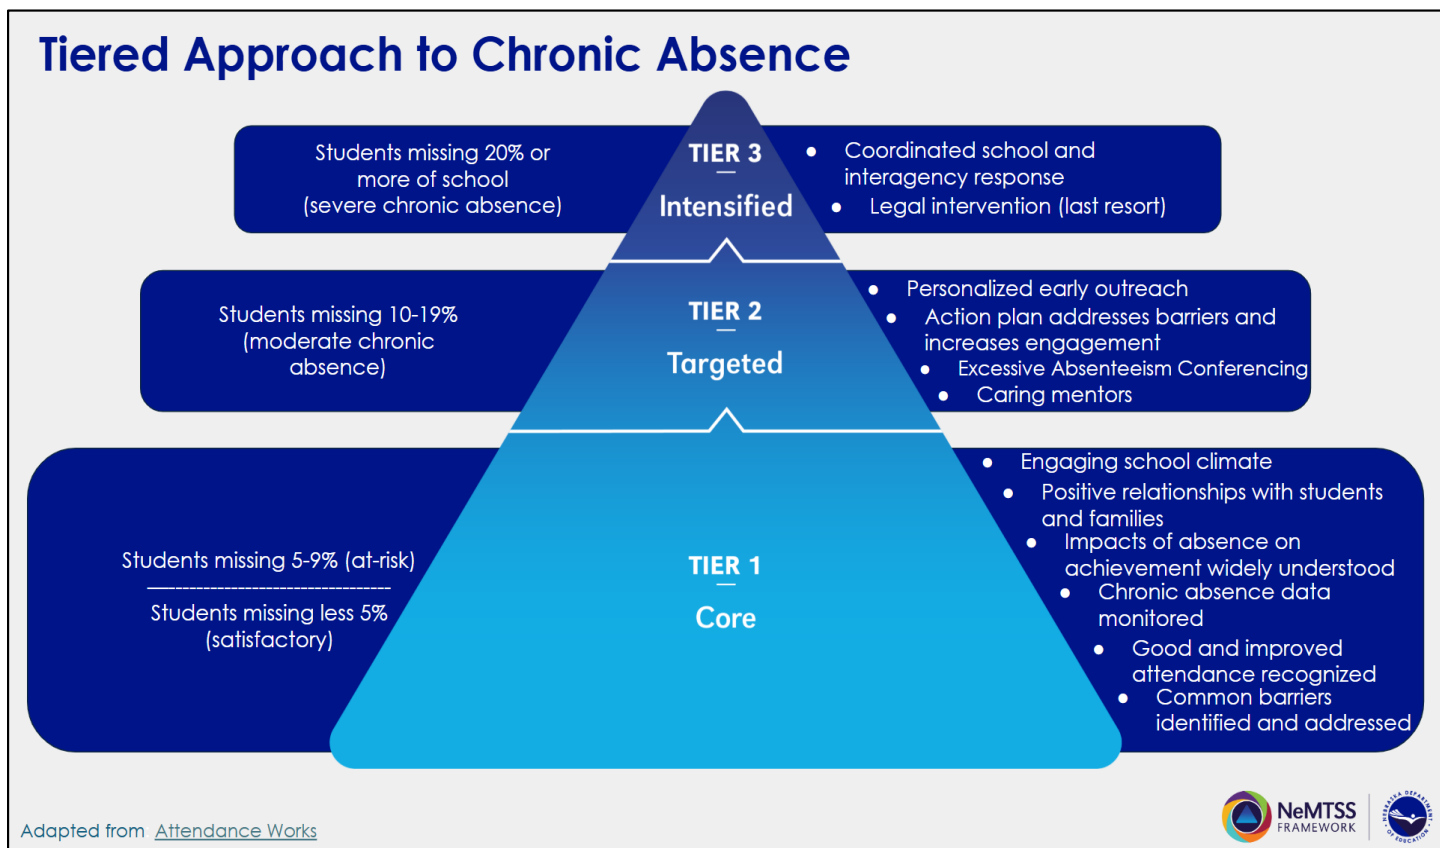 Tiered Approach to Chronic Absence
Students missing 20% or
more of school
(severe chronic absence)
TIER 3
Intensified
● Coordinated school and
interagency response
● Legal intervention (last resort)
Students missing 10-19%
(moderate chronic
absence)
TIER 2
Targeted
● Personalized early outreach
● Action plan addresses barriers and
increases engagement
● Excessive Absenteeism Conferencing
● Caring mentors
Students missing 5-9% (at-risk)
Students missing less 5%
(satisfactory)
TIER 1
Core
● Engaging school climate
● Positive relationships with students
and families
● Impacts of absence on
achievement widely understood
● Chronic absence data
monitored
● Good and improved
attendance recognized
● Common barriers
identified and addressed
Adapted from Attendance Works
NeMTSS
FRAMEWORK
NEBRASKA DEPARTMENT
OF EDUCATION